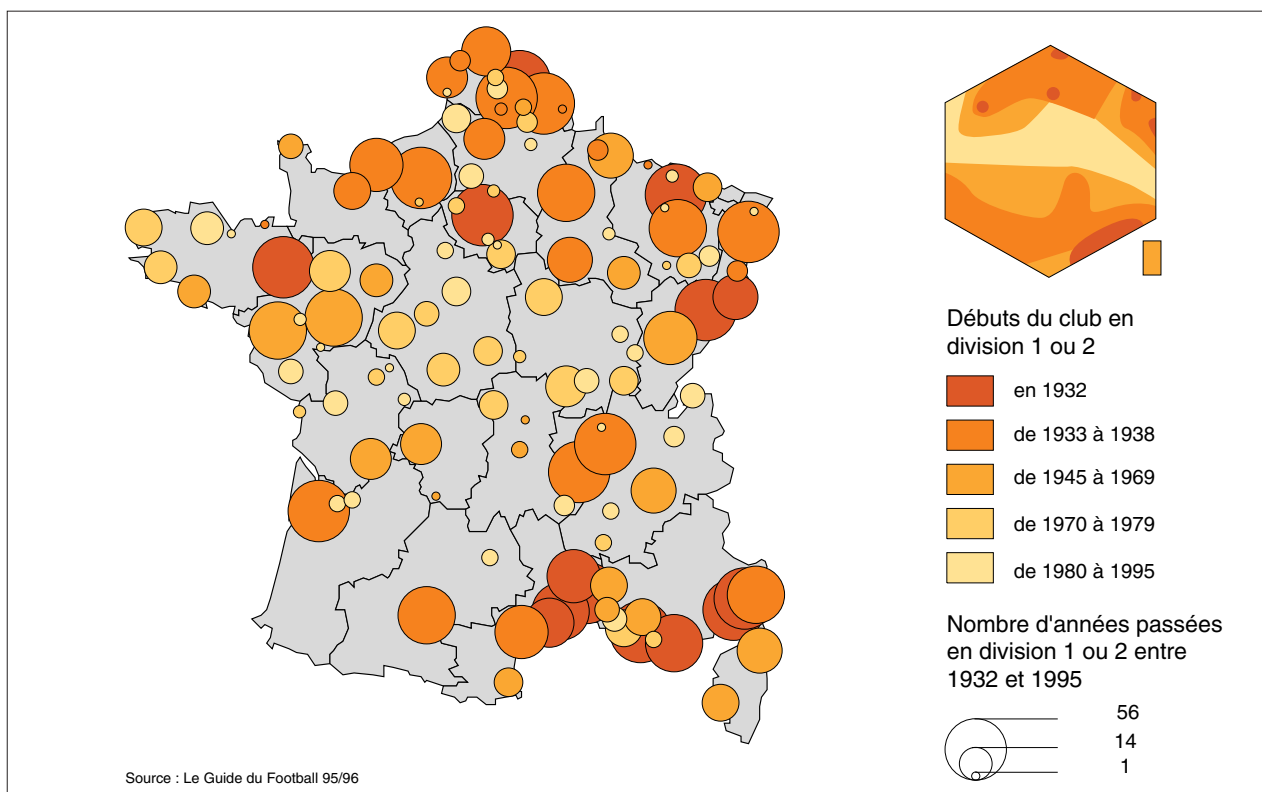 Débuts du club en
division 1 ou 2
en 1932
de 1933 à 1938
de 1945 à 1969
de 1970 à 1979
de 1980 à 1995
Nombre d'années passées
en division 1 ou 2 entre
1932 et 1995
56
14
1
Source : Le Guide du Football 95/96